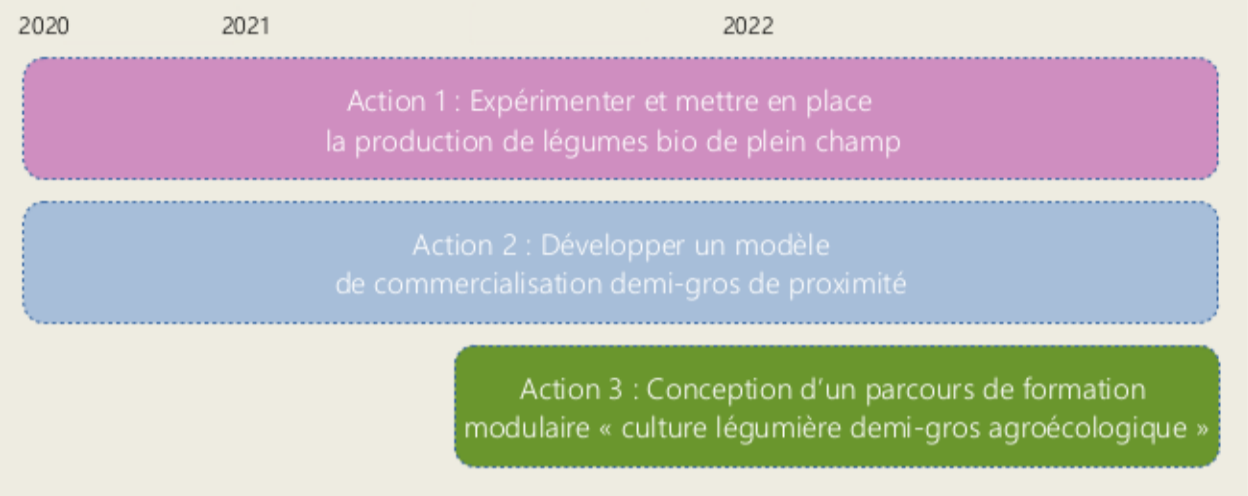 2020 2021 2022
Action 1 : Expérimenter et mettre en place
la production de légumes bio de plein champ
Action 2 : Développer un modèle
de commercialisation demi-gros de proximité
Action 3 : Conception d’un parcours de formation
modulaire « culture légumière demi-gros agroécologique »